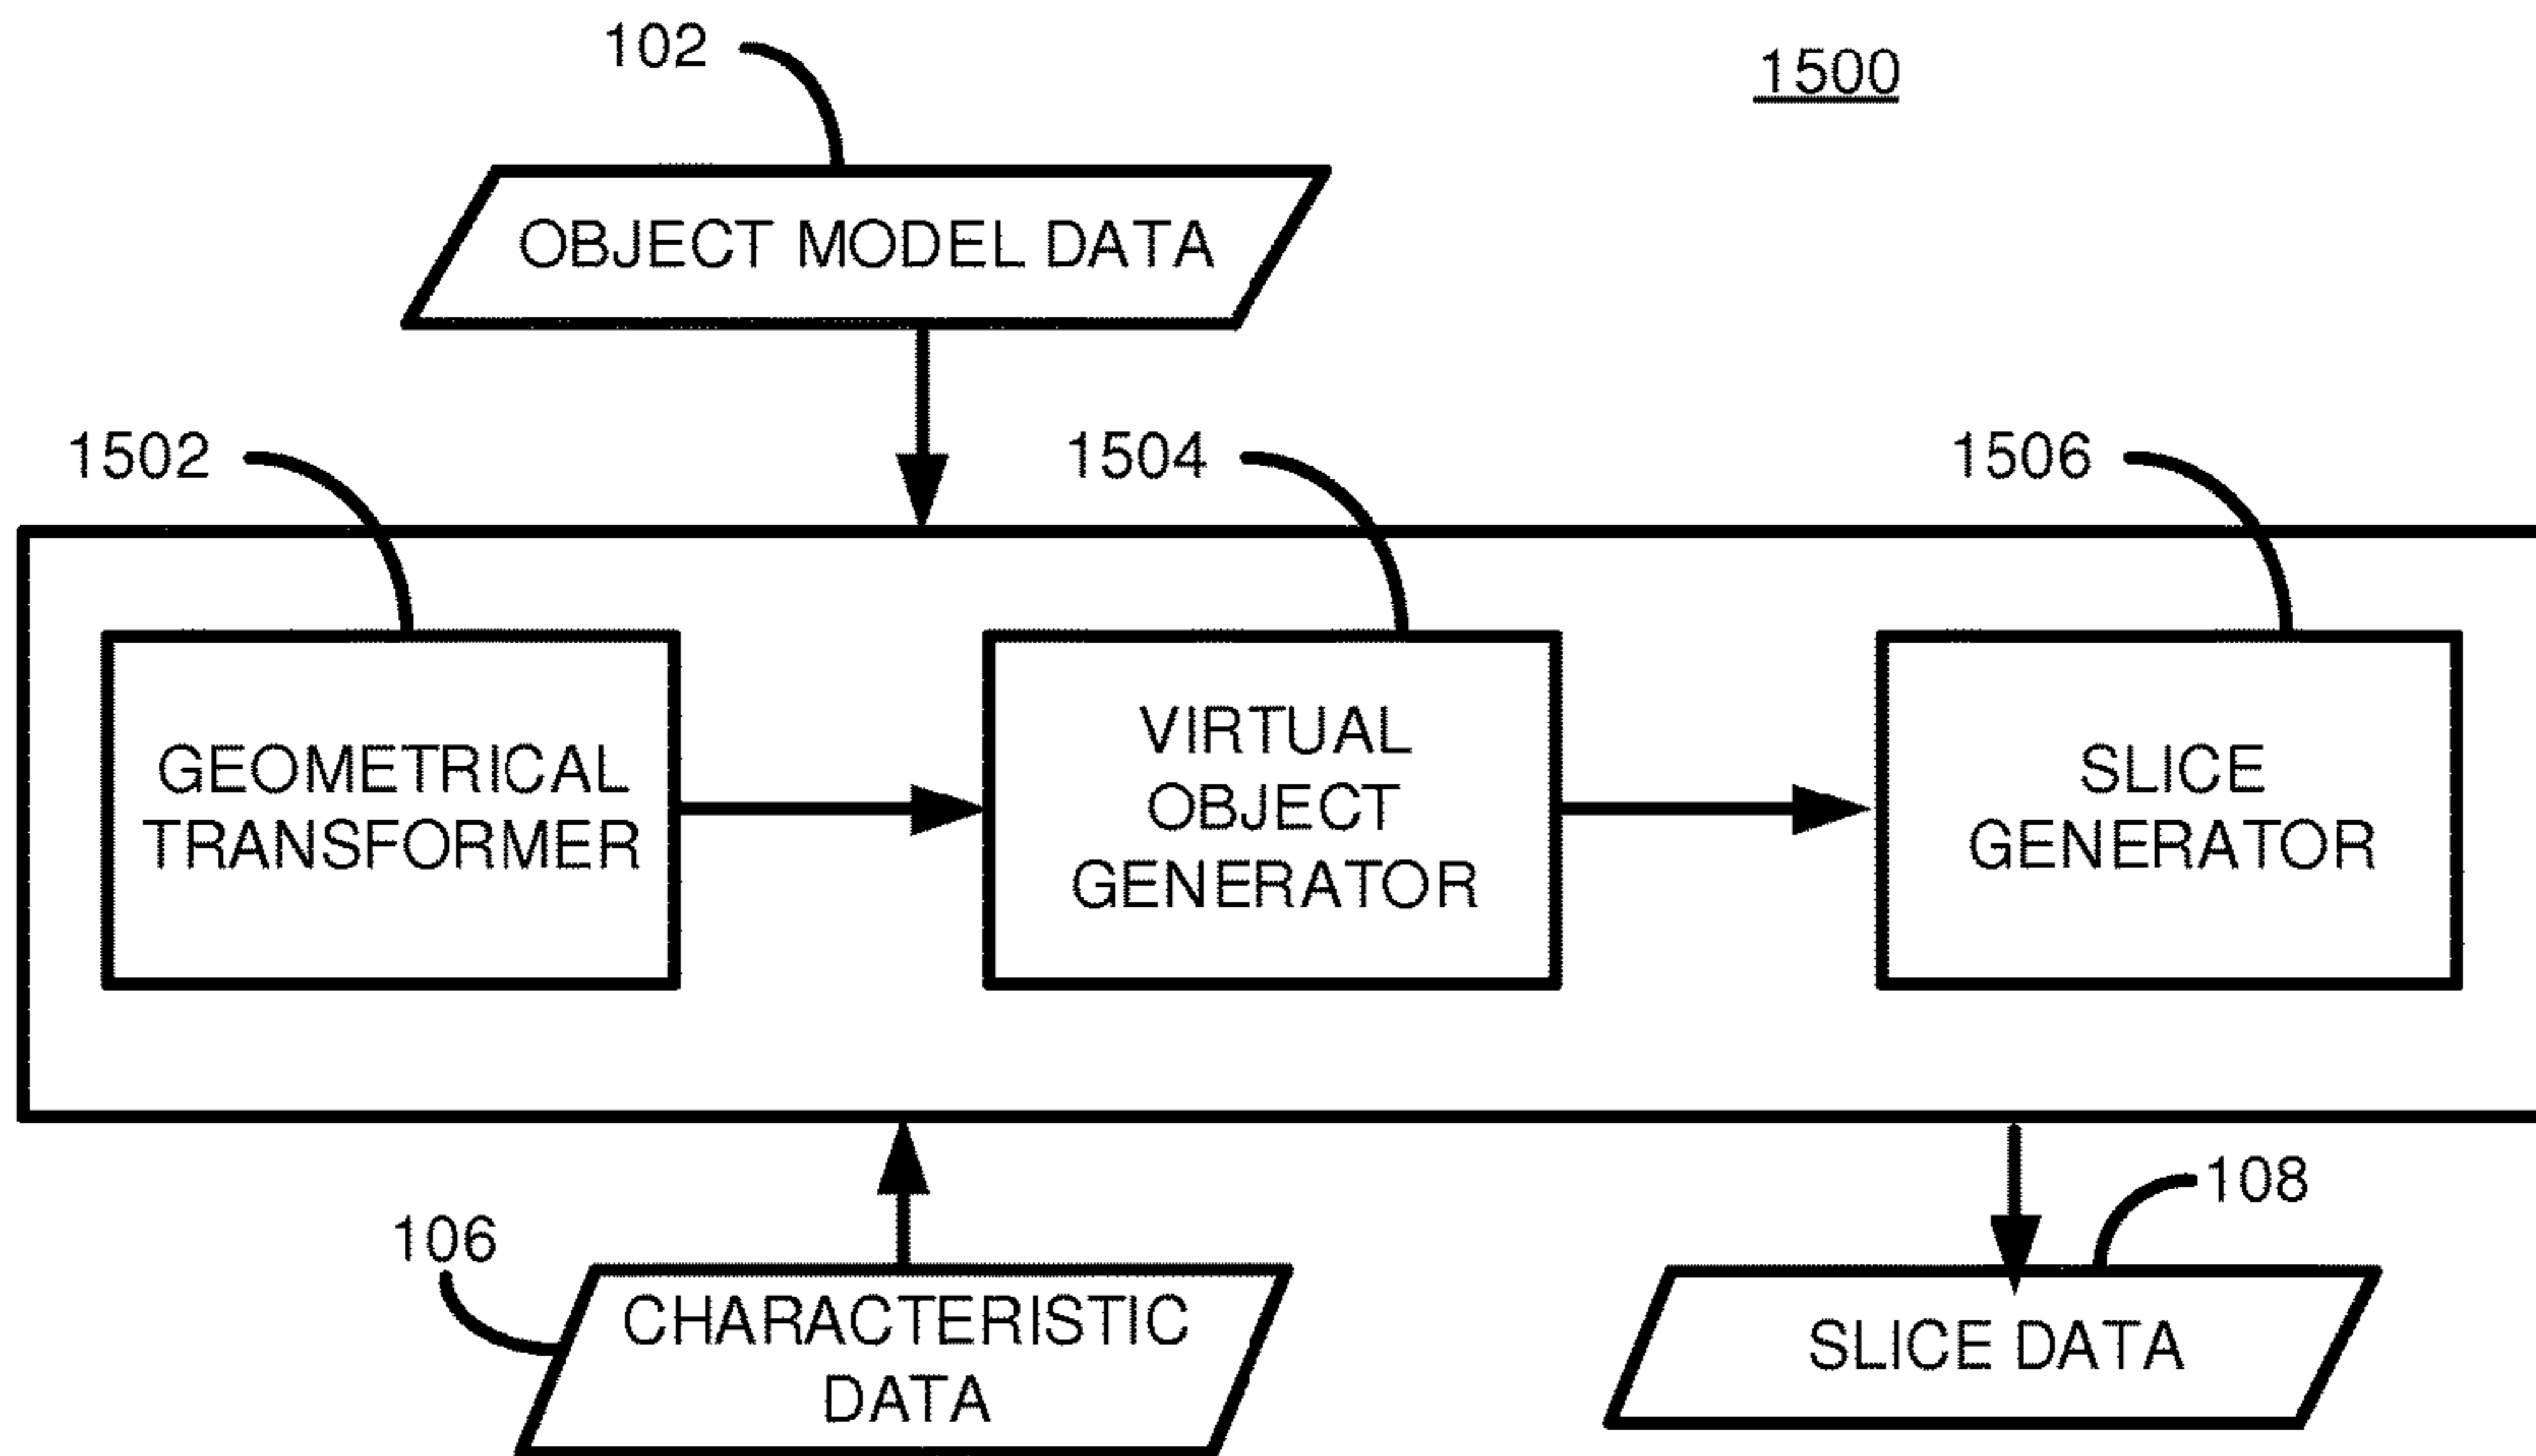 102
1500
OBJECT MODEL DATA
1502
1504
1506
GEOMETRICAL
TRANSFORMER
VIRTUAL
OBJECT
GENERATOR
SLICE
GENERATOR
106
CHARACTERISTIC
DATA
108
SLICE DATA